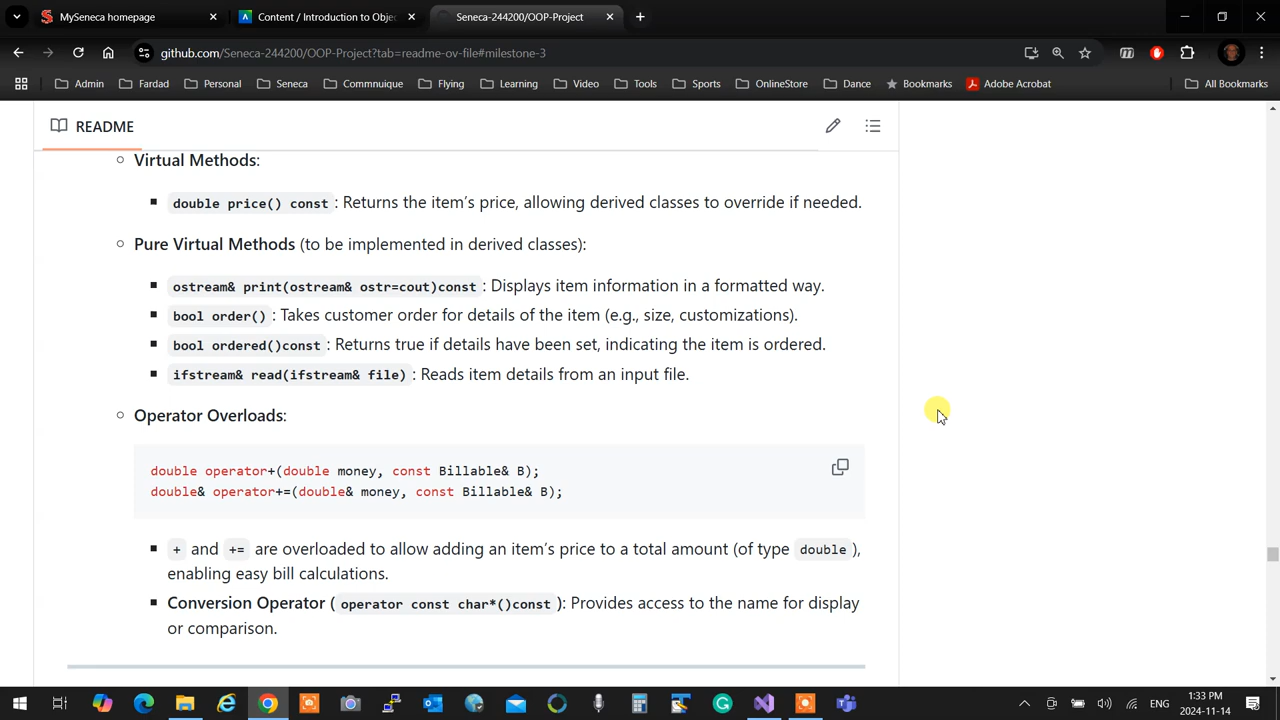 MySeneca homepage
Content / Introduction to Obje
Seneca-244200/OOP-Project
github.com/Seneca-244200/OOP-Project?tab=readme-ov-file#milestone-3
Admin
Fardad
Personal
Seneca
Commnuique
Flying
Learning
Video
Tools
Sports
OnlineStore
Dance
Bookmarks
Adobe Acrobat
All Bookmarks
README
Virtual Methods:
double price() const : Returns the item’s price, allowing derived classes to override if needed.
Pure Virtual Methods (to be implemented in derived classes):
ostream& print(ostream& ostr=cout)const : Displays item information in a formatted way.
bool order() : Takes customer order for details of the item (e.g., size, customizations).
bool ordered()const : Returns true if details have been set, indicating the item is ordered.
ifstream& read(ifstream& file) : Reads item details from an input file.
Operator Overloads:
double operator+(double money, const Billable& B);
double& operator+=(double& money, const Billable& B);
+ and += are overloaded to allow adding an item’s price to a total amount (of type double ),
enabling easy bill calculations.
Conversion Operator ( operator const char*()const ): Provides access to the name for display
or comparison.
ENG
1:33 PM
2024-11-14